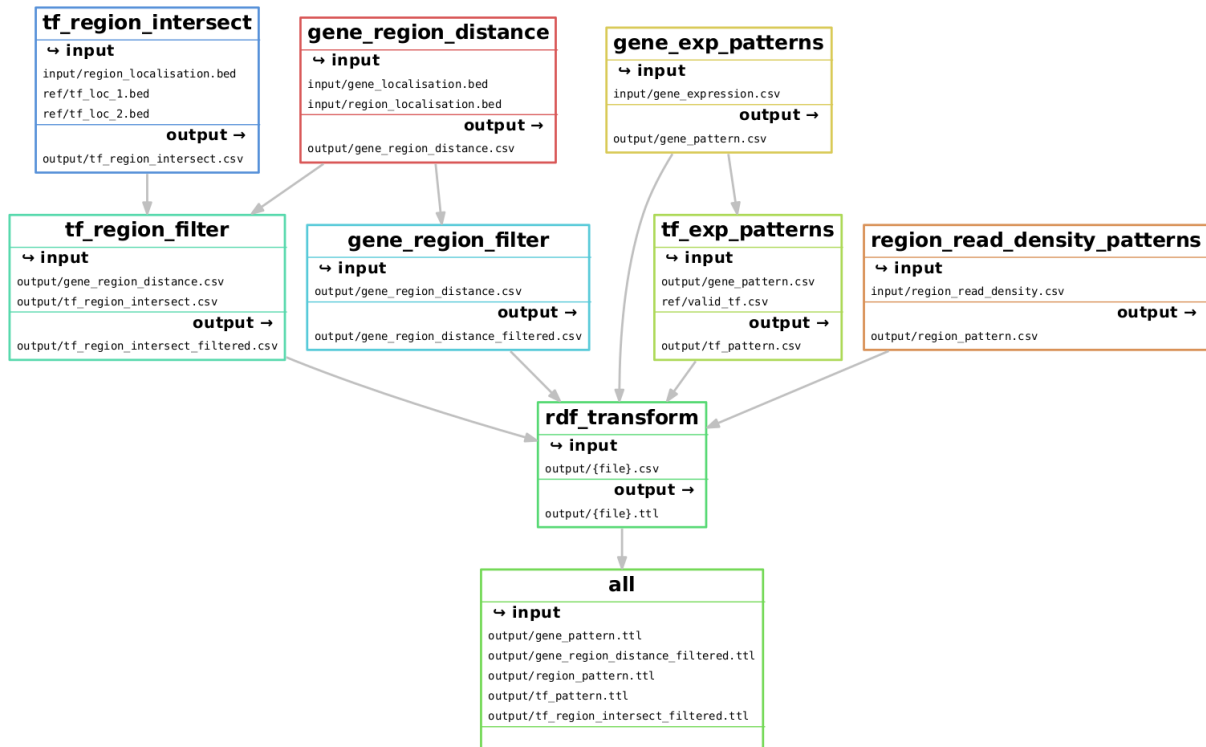 tf_region_intersect
↪ input
input/region_localisation.bed
ref/tf_loc_1.bed
ref/tf_loc_2.bed
output →
output/tf_region_intersect.csv
gene_region_distance
↪ input
input/gene_localisation.bed
input/region_localisation.bed
output →
output/gene_region_distance.csv
gene_exp_patterns
↪ input
input/gene_expression.csv
output →
output/gene_pattern.csv
tf_region_filter
↪ input
output/gene_region_distance.csv
output/tf_region_intersect.csv
output →
output/tf_region_intersect_filtered.csv
gene_region_filter
↪ input
output/gene_region_distance.csv
output →
output/gene_region_distance_filtered.csv
tf_exp_patterns
↪ input
output/gene_pattern.csv
ref/valid_tf.csv
output →
output/tf_pattern.csv
region_read_density_patterns
↪ input
input/region_read_density.csv
output →
output/region_pattern.csv
rdf_transform
↪ input
output/{file}.csv
output →
output/{file}.ttl
all
↪ input
output/gene_pattern.ttl
output/gene_region_distance_filtered.ttl
output/region_pattern.ttl
output/tf_pattern.ttl
output/tf_region_intersect_filtered.ttl